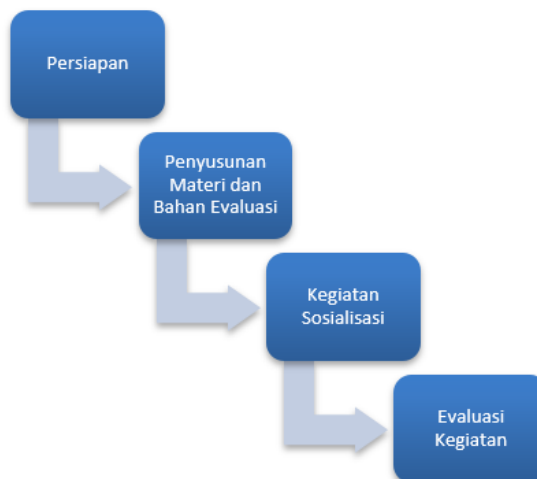 Persiapan
Penyusunan
Materi dan
Bahan Evaluasi
Kegiatan
Sosialisasi
Evaluasi
Kegiatan